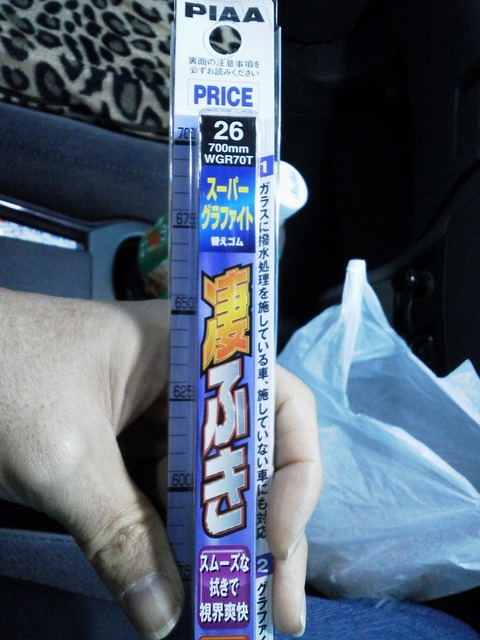 PIAA
裏面の注意事項を
必ずお読みください
PRICE
26
700mm
WGR70T
スーパー
グラファイト
替えゴム
凄ふき
スムーズな
拭きで
視界爽快
1
ガラスに撥水処理を施している車、施していない車にも対応
2
グラファ
700
675
650
625
600